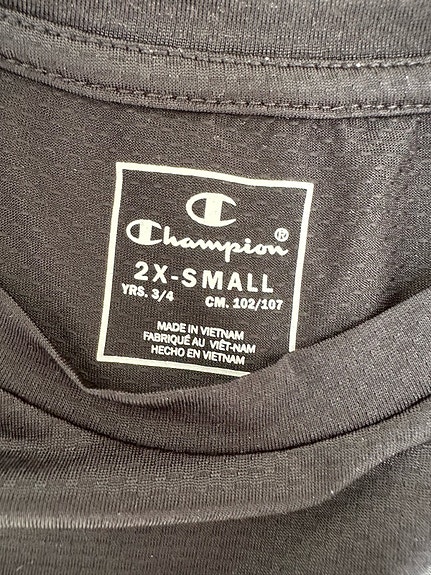 Champion®
2X-SMALL
YRS. 3/4 CM. 102/107
MADE IN VIETNAM
FABRIQUÉ AU VIÊT-NAM
HECHO EN VIETNAM